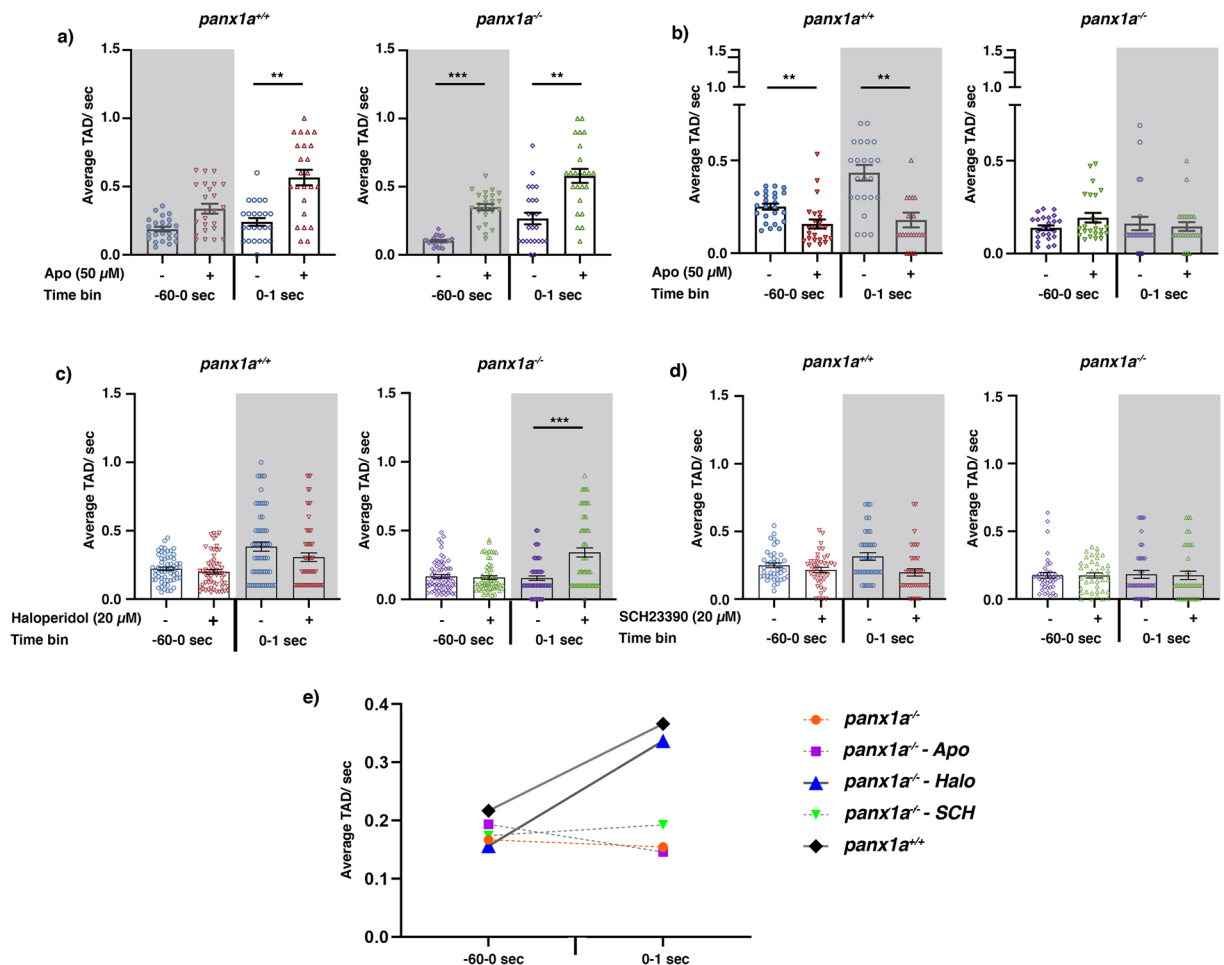 a)
panx1a+/+
panx1a-/-
Average TAD/ sec
1.5
1.0
0.5
0.0
**
Average TAD/ sec
1.5
1.0
0.5
0.0
***
**
Apo (50 µM)
- + - +
- + - +
Time bin
-60-0 sec
0-1 sec
-60-0 sec
0-1 sec
b)
panx1a+/+
panx1a-/-
Average TAD/ sec
1.5
1.0
0.5
0.0
**
**
Average TAD/ sec
1.5
1.0
0.5
0.0
Apo (50 µM)
- + - +
- + - +
Time bin
-60-0 sec
0-1 sec
-60-0 sec
0-1 sec
c)
panx1a+/+
panx1a-/-
Average TAD/ sec
1.5
1.0
0.5
0.0
Average TAD/ sec
1.5
1.0
0.5
0.0
***
Haloperidol (20 µM)
- + - +
- + - +
Time bin
-60-0 sec
0-1 sec
-60-0 sec
0-1 sec
d)
panx1a+/+
panx1a-/-
Average TAD/ sec
1.5
1.0
0.5
0.0
Average TAD/ sec
1.5
1.0
0.5
0.0
SCH23390 (20 µM)
- + - +
- + - +
Time bin
-60-0 sec
0-1 sec
-60-0 sec
0-1 sec
e)
Average TAD/ sec
0.4
0.3
0.2
0.1
0.0
-60-0 sec
0-1 sec
panx1a-/-
panx1a-/- - Apo
panx1a-/- - Halo
panx1a-/- - SCH
panx1a+/+